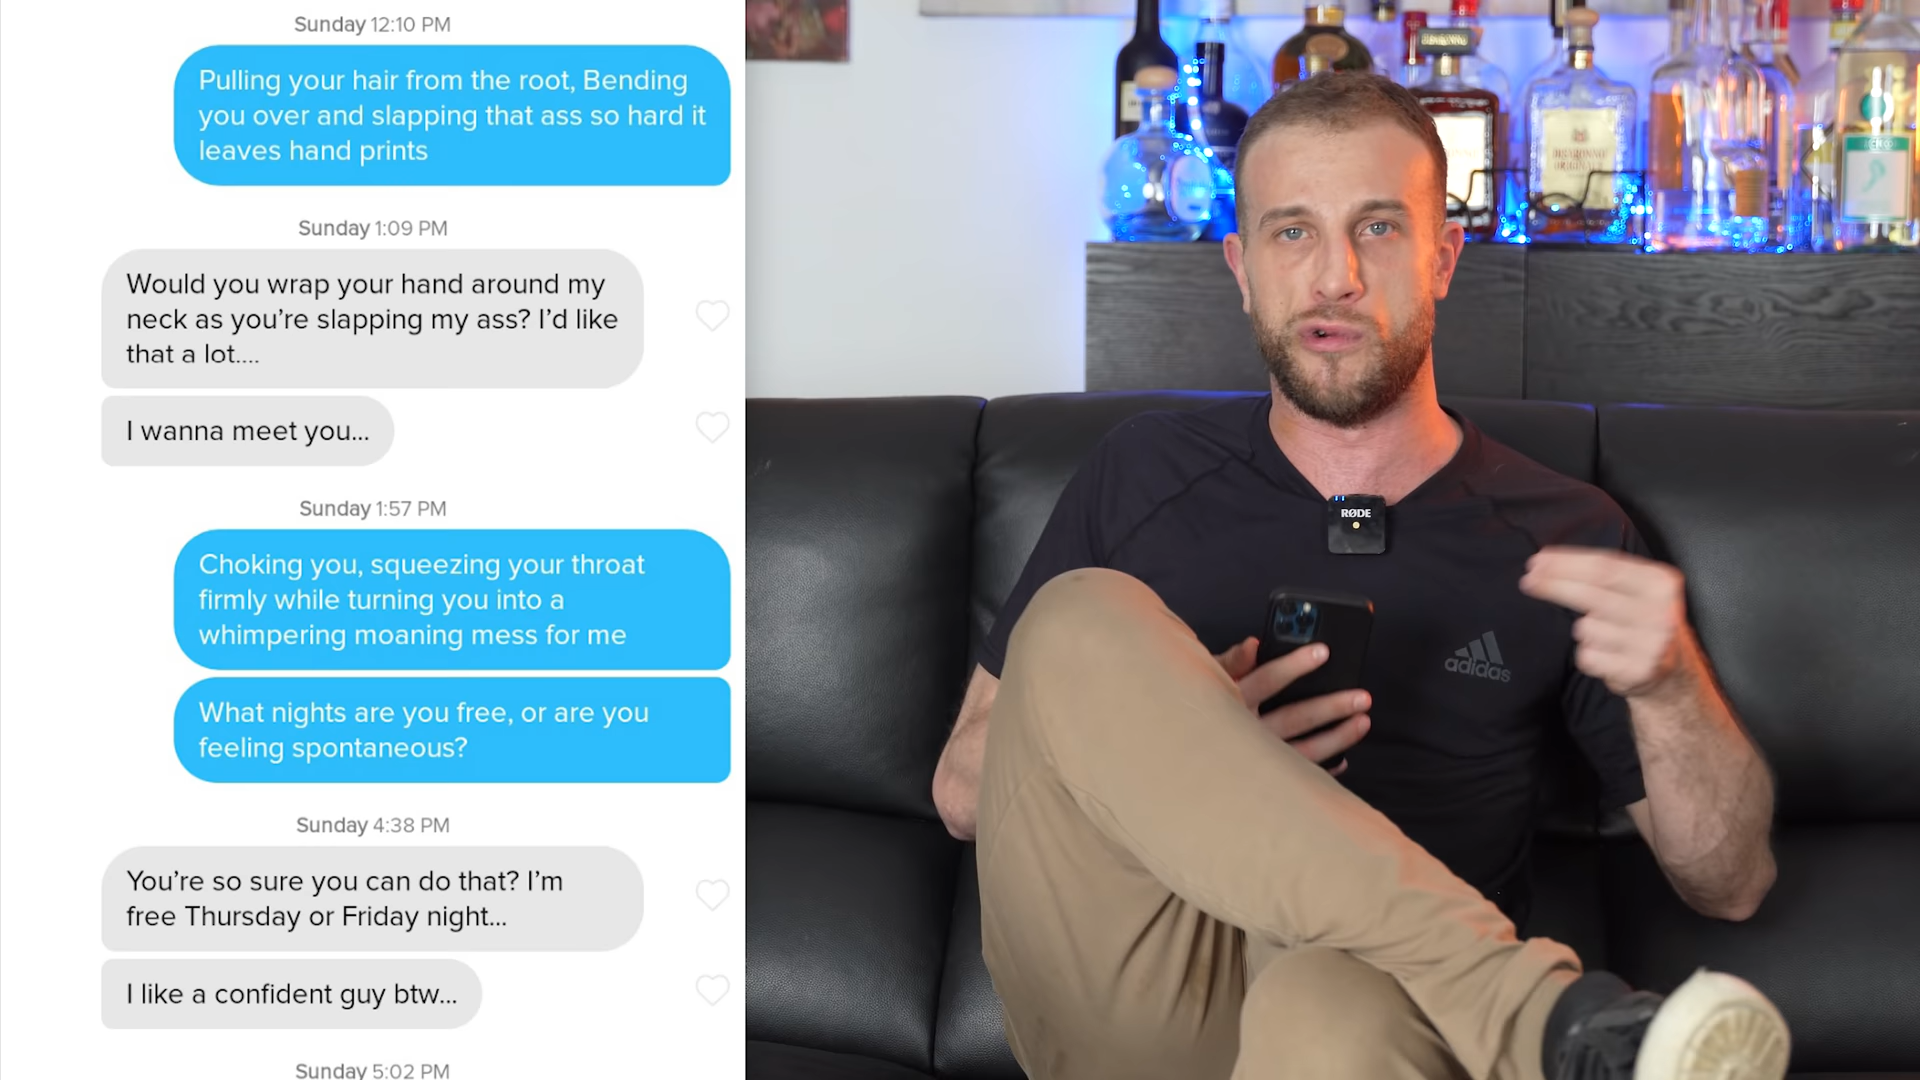 Sunday 12:10 PM
Pulling your hair from the root, Bending
you over and slapping that ass so hard it
leaves hand prints
Sunday 1:09 PM
Would you wrap your hand around my
neck as you’re slapping my ass? I’d like
that a lot....
I wanna meet you...
Sunday 1:57 PM
Choking you, squeezing your throat
firmly while turning you into a
whimpering moaning mess for me
What nights are you free, or are you
feeling spontaneous?
Sunday 4:38 PM
You’re so sure you can do that? I’m
free Thursday or Friday night...
I like a confident guy btw...
Sunday 5:02 PM
RØDE
adidas